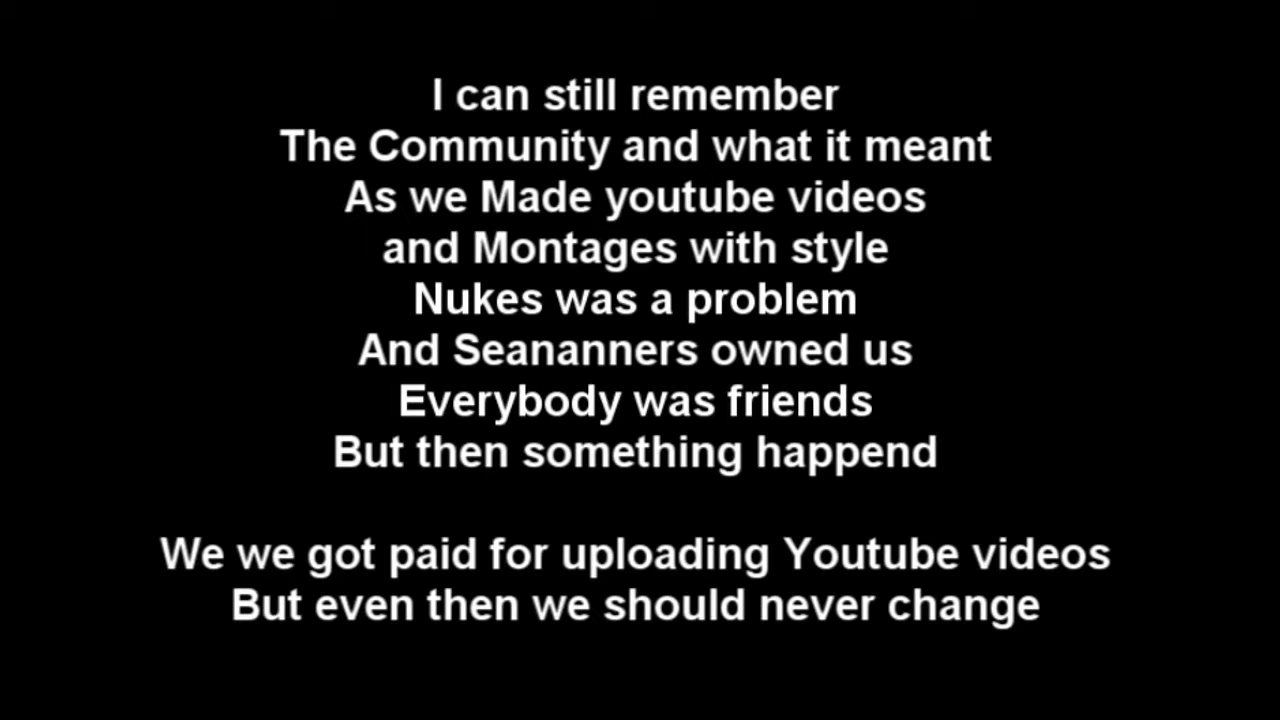 I can still remember
The Community and what it meant
As we Made youtube videos
and Montages with style
Nukes was a problem
And Seananners owned us
Everybody was friends
But then something happend
We we got paid for uploading Youtube videos
But even then we should never change